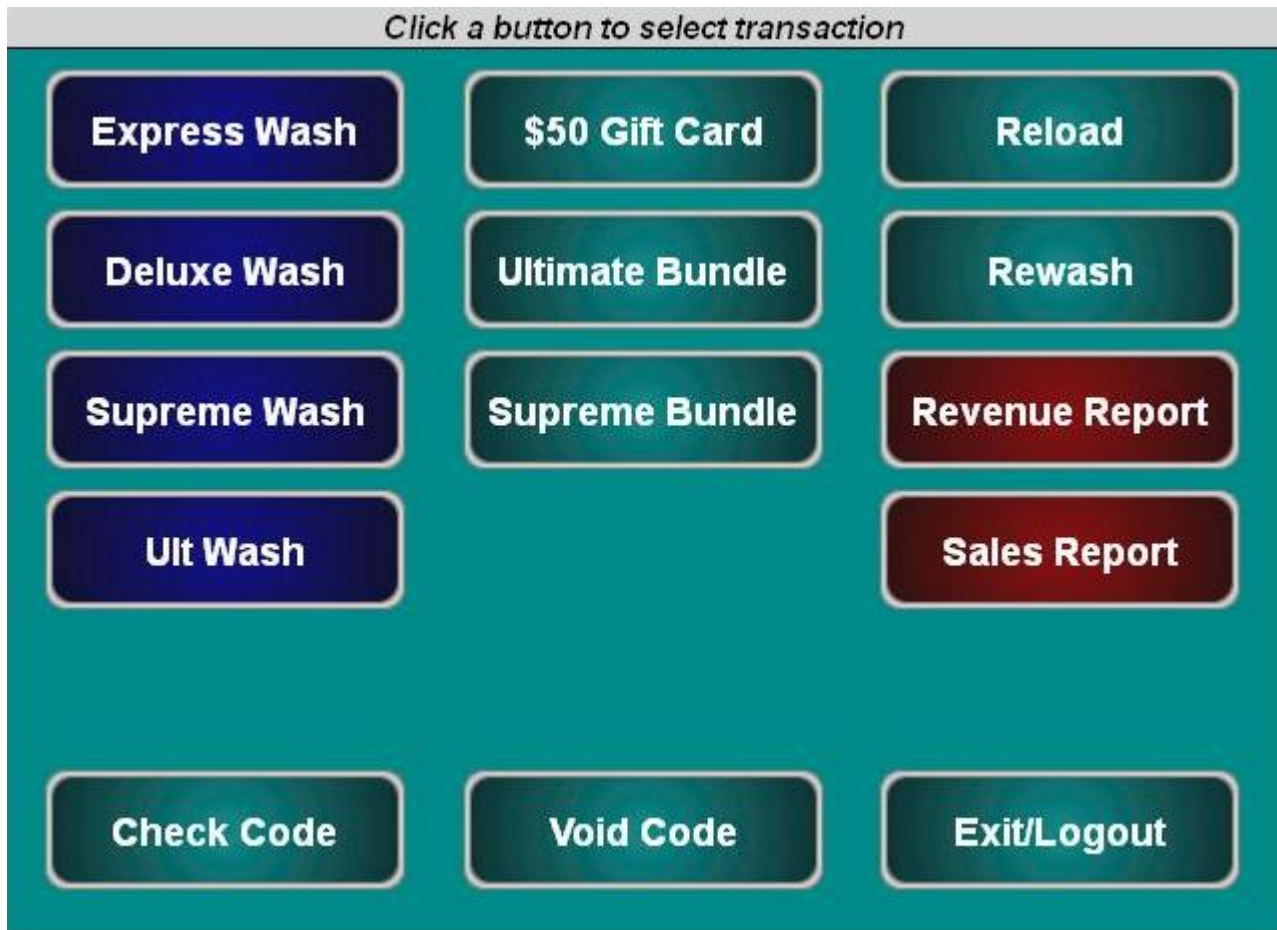 Click a button to select transaction
Express Wash
$50 Gift Card
Reload
Deluxe Wash
Ultimate Bundle
Rewash
Supreme Wash
Supreme Bundle
Revenue Report
Ult Wash
Sales Report
Check Code
Void Code
Exit/Logout